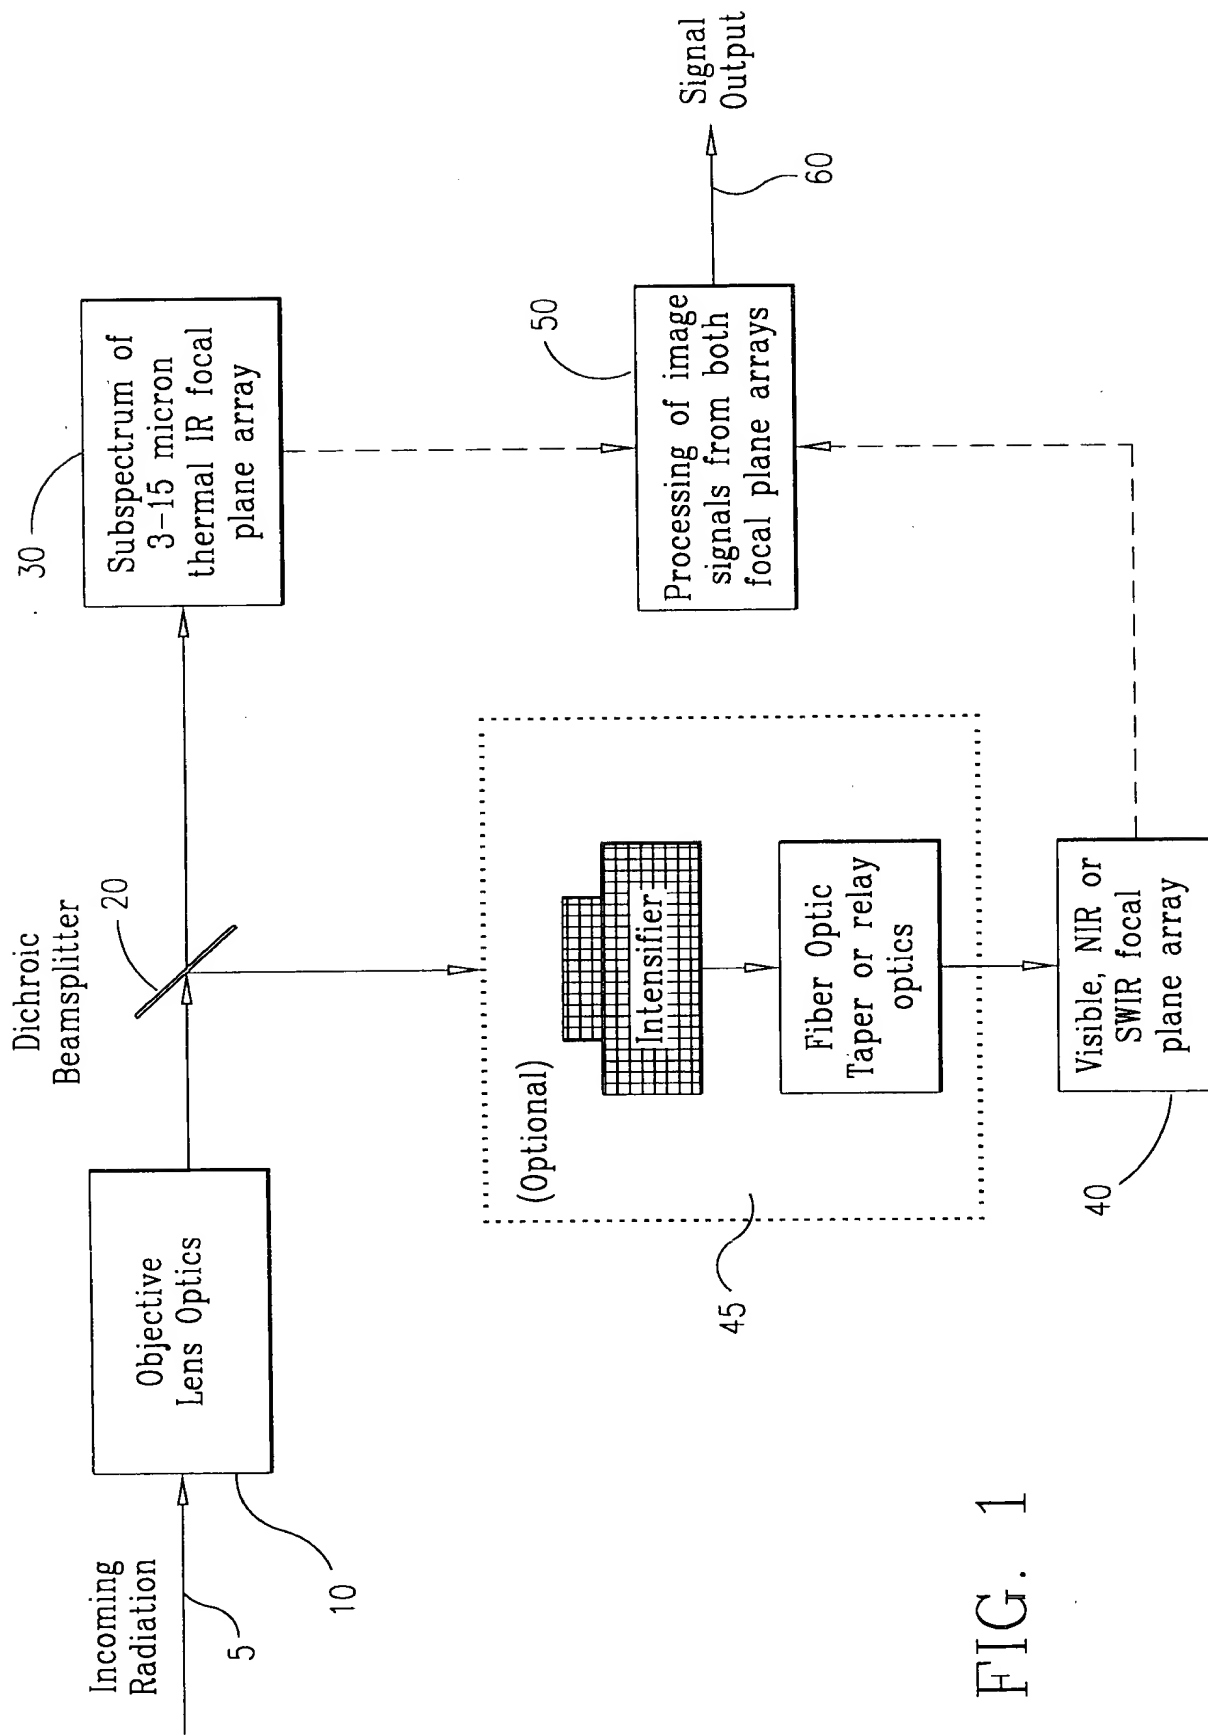 Incoming
Radiation
5
Objective
Lens Optics
10
Dichroic
Beamsplitter
20
30
Subspectrum of
3-15 micron
thermal IR focal
plane array
(Optional)
Intensifier
Fiber Optic
Taper or relay
optics
45
Visible, NIR or
SWIR focal
plane array
40
50
Processing of image
signals from both
focal plane arrays
60
Signal
Output
FIG. 1